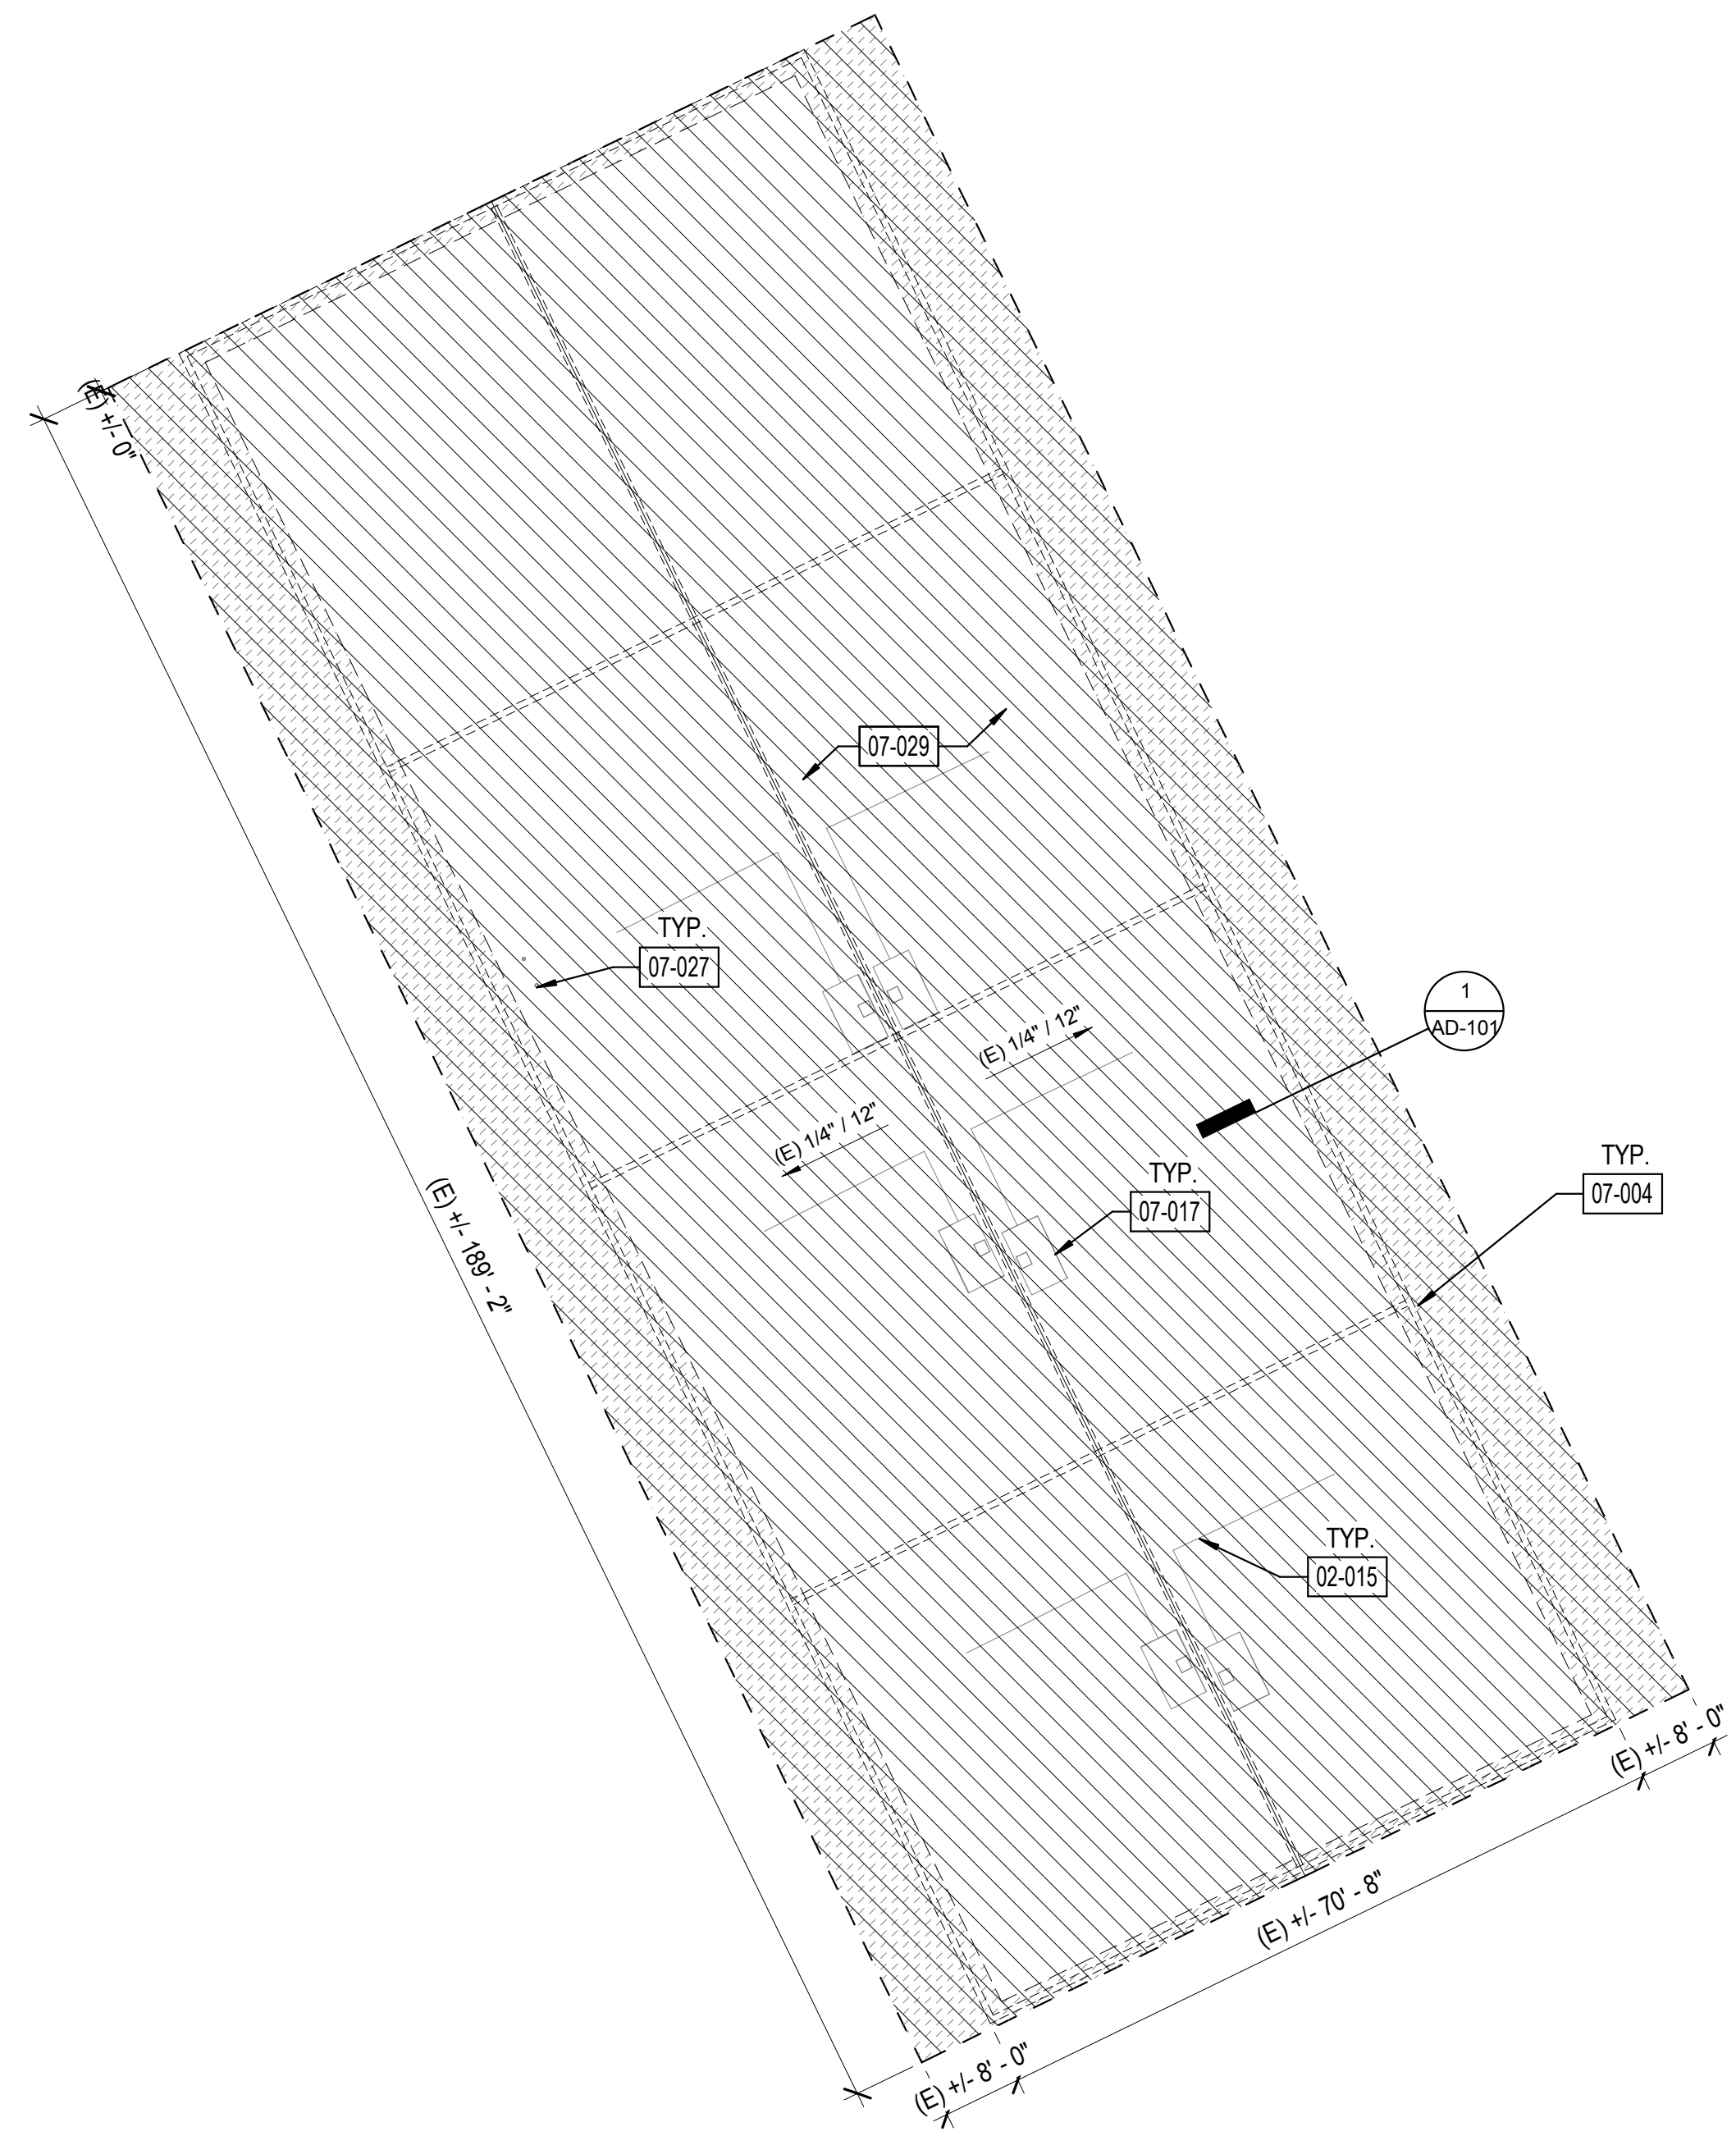 (E) +/- 0"
07-029
TYP.
07-027
1
AD-101
(E) 1/4" / 12"
(E) 1/4" / 12"
TYP.
07-004
TYP.
07-017
(E) +/- 189' - 2"
TYP.
02-015
(E) +/- 8' - 0"
(E) +/- 70' - 8"
(E) +/- 8' - 0"